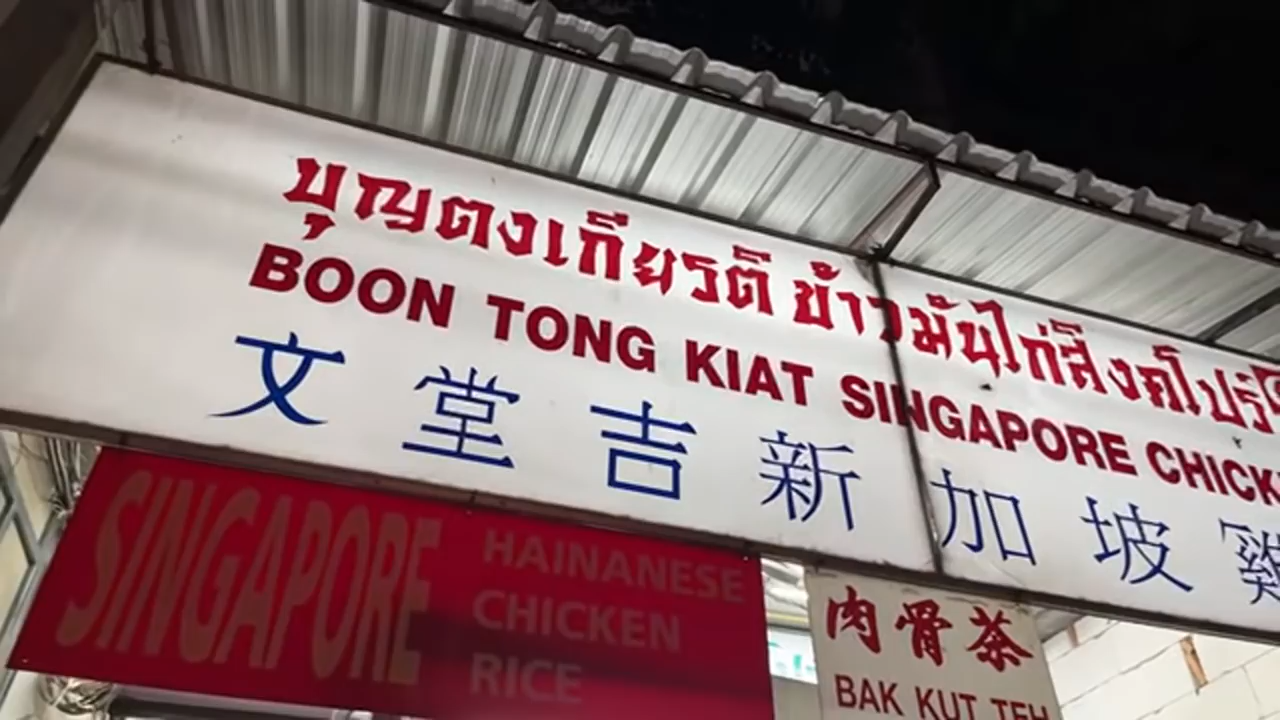 บุญตงเกียรติ ข้าวมันไก่สิงคโปร์
BOON TONG KIAT SINGAPORE
文堂吉新加坡雞
SINGAPORE
HAINANESE
CHICKEN
RICE
肉骨茶
BAK KUT TEH